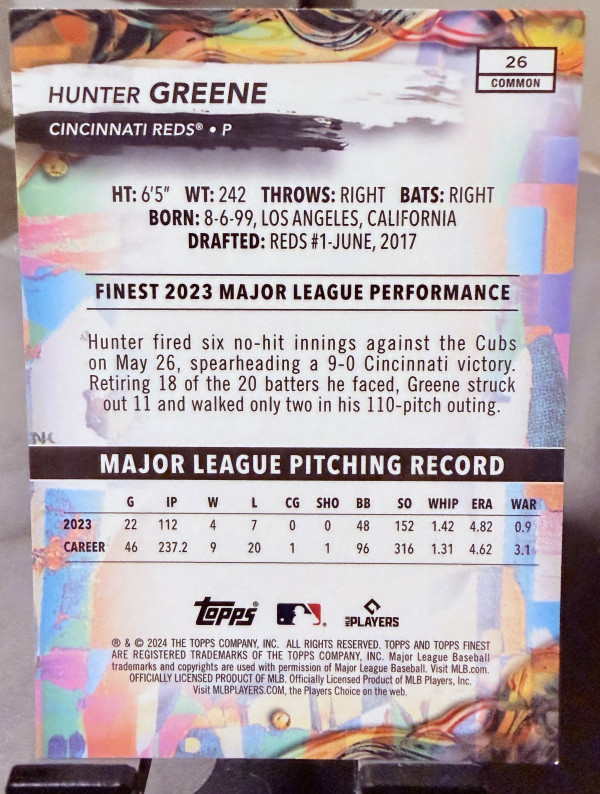 26
COMMON
HUNTER GREENE
CINCINNATI REDS® • P
HT: 6'5" WT: 242 THROWS: RIGHT BATS: RIGHT
BORN: 8-6-99, LOS ANGELES, CALIFORNIA
DRAFTED: REDS #1-JUNE, 2017
FINEST 2023 MAJOR LEAGUE PERFORMANCE
Hunter fired six no-hit innings against the Cubs
on May 26, spearheading a 9-0 Cincinnati victory.
Retiring 18 of the 20 batters he faced, Greene struck
out 11 and walked only two in his 110-pitch outing.
NK
MAJOR LEAGUE PITCHING RECORD
G IP W L CG SHO BB SO WHIP ERA WAR
2023 22 112 4 7 0 0 48 152 1.42 4.82 0.9
CAREER 46 237.2 9 20 1 1 96 316 1.31 4.62 3.1
Topps® MLB PLAYERS
® & © 2024 THE TOPPS COMPANY, INC. ALL RIGHTS RESERVED. TOPPS AND TOPPS FINEST
ARE REGISTERED TRADEMARKS OF THE TOPPS COMPANY, INC. Major League Baseball
trademarks and copyrights are used with permission of Major League Baseball. Visit MLB.com.
OFFICIALLY LICENSED PRODUCT OF MLB. Officially Licensed Product of MLB Players, Inc.
Visit MLBPLAYERS.COM, the Players Choice on the web.